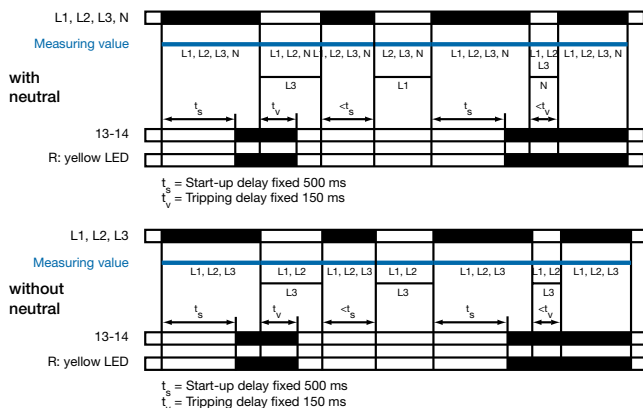 L1, L2, L3, N
Measuring value
L1, L2, L3, N L1, L2, N L1, L2, L3, N L2, L3, N L1, L2, L3, N L1, L2 L1, L2, L3, N
L3
with
neutral
L3 L1 N
ts tv <ts ts <tv
13-14
R: yellow LED
ts = Start-up delay fixed 500 ms
tv = Tripping delay fixed 150 ms
L1, L2, L3
Measuring value
L1, L2, L3 L1, L2 L1, L2, L3 L1, L2 L1, L2, L3 L1, L2 L1, L2, L3
without
neutral
L3 L3 L3
ts tv <ts ts <tv
13-14
R: yellow LED
ts = Start-up delay fixed 500 ms
tv = Tripping delay fixed 150 ms